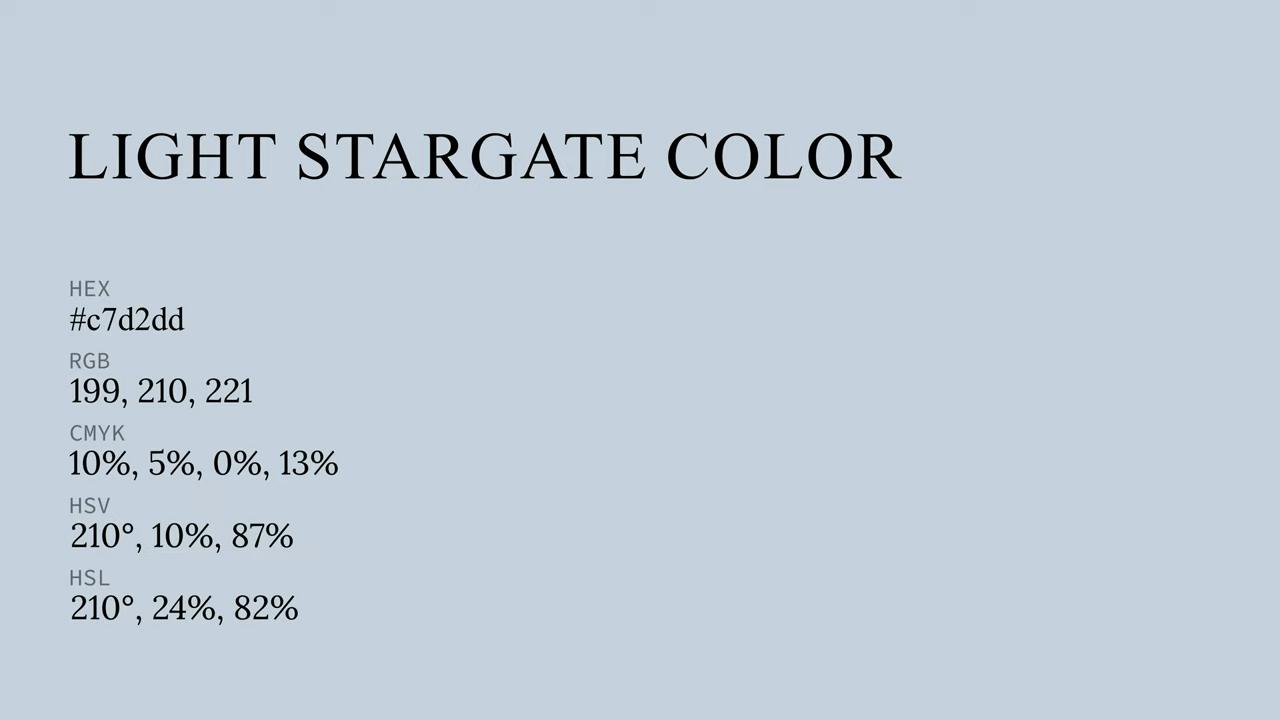 LIGHT STARGATE COLOR
HEX
#c7d2dd
RGB
199, 210, 221
CMYK
10%, 5%, 0%, 13%
HSV
210°, 10%, 87%
HSL
210°, 24%, 82%